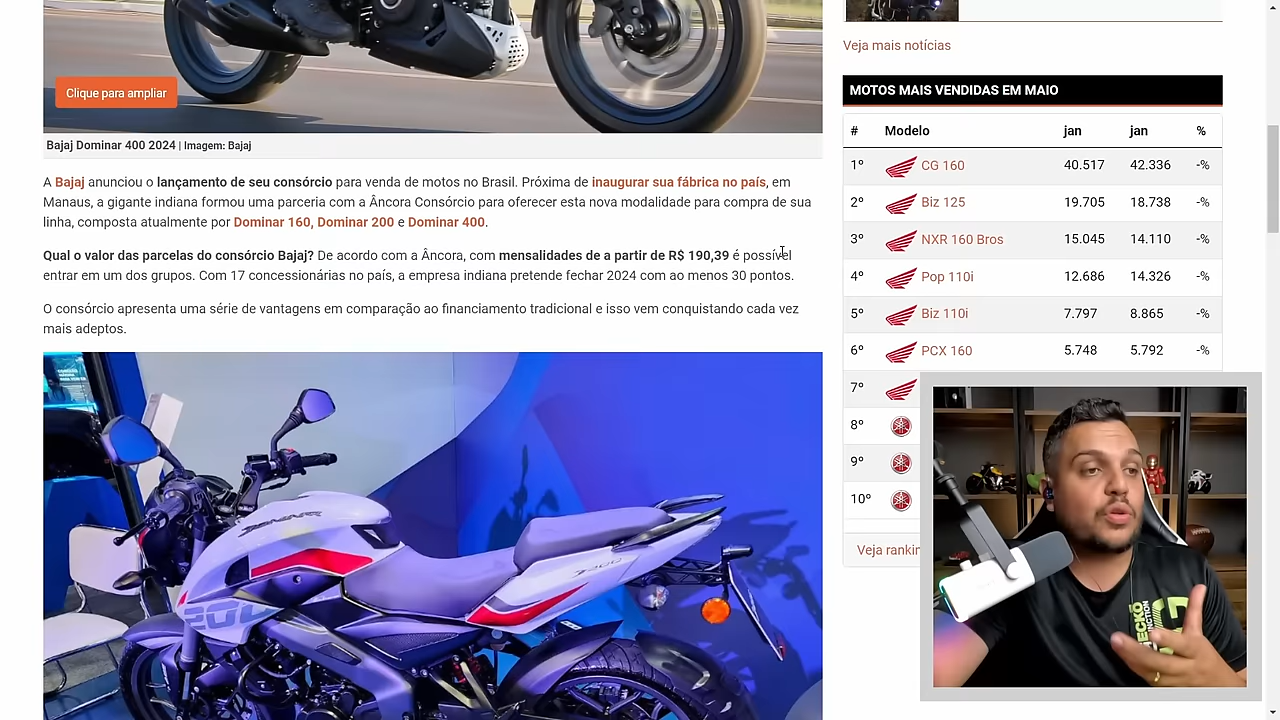 Clique para ampliar
Bajaj Dominar 400 2024 | Imagem: Bajaj
A Bajaj anunciou o lançamento de seu consórcio para venda de motos no Brasil. Próxima de inaugurar sua fábrica no país, em
Manaus, a gigante indiana formou uma parceria com a Âncora Consórcio para oferecer esta nova modalidade para compra de sua
linha, composta atualmente por Dominar 160, Dominar 200 e Dominar 400.
Qual o valor das parcelas do consórcio Bajaj? De acordo com a Âncora, com mensalidades de a partir de R$ 190,39 é possível
entrar em um dos grupos. Com 17 concessionárias no país, a empresa indiana pretende fechar 2024 com ao menos 30 pontos.
O consórcio apresenta uma série de vantagens em comparação ao financiamento tradicional e isso vem conquistando cada vez
mais adeptos.
200
Veja mais notícias
MOTOS MAIS VENDIDAS EM MAIO
# Modelo jan jan %
1º CG 160 40.517 42.336 -%
2º Biz 125 19.705 18.738 -%
3º NXR 160 Bros 15.045 14.110 -%
4º Pop 110i 12.686 14.326 -%
5º Biz 110i 7.797 8.865 -%
6º PCX 160 5.748 5.792 -%
7º
8º
9º
10º
Veja rankin